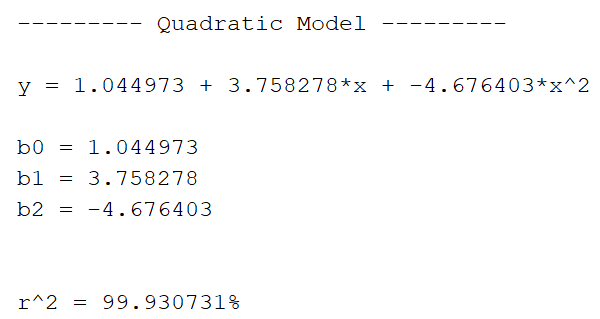 --------- Quadratic Model ---------
y = 1.044973 + 3.758278*x + -4.676403*x^2
b0 = 1.044973
b1 = 3.758278
b2 = -4.676403
r^2 = 99.930731%